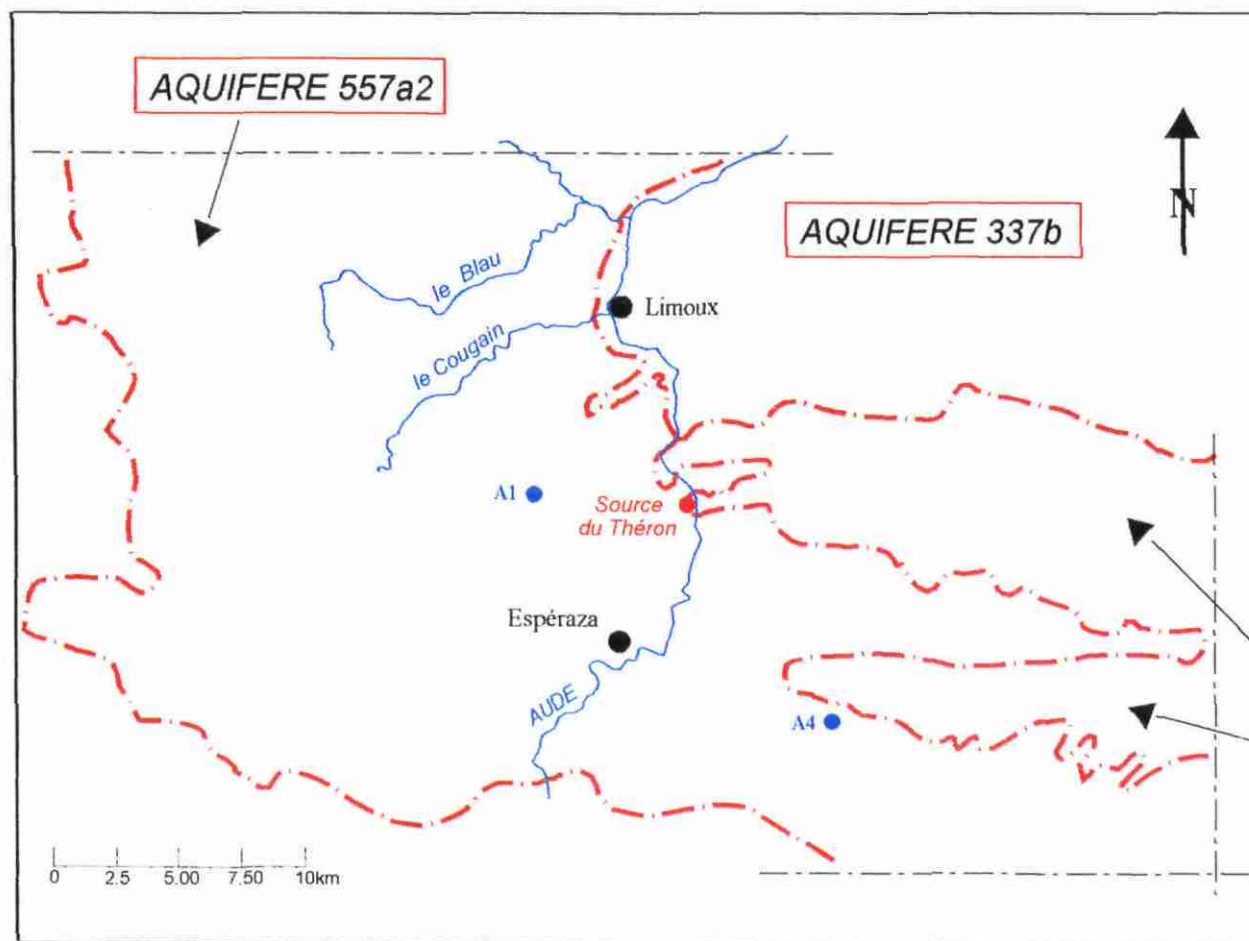 AQUIFERE 557a2
AQUIFERE 337b
N
le Blau
Limoux
le Cougain
A1
Source
du Théron
Espéraza
AUDE
A4
0 2.5 5.00 7.50 10km